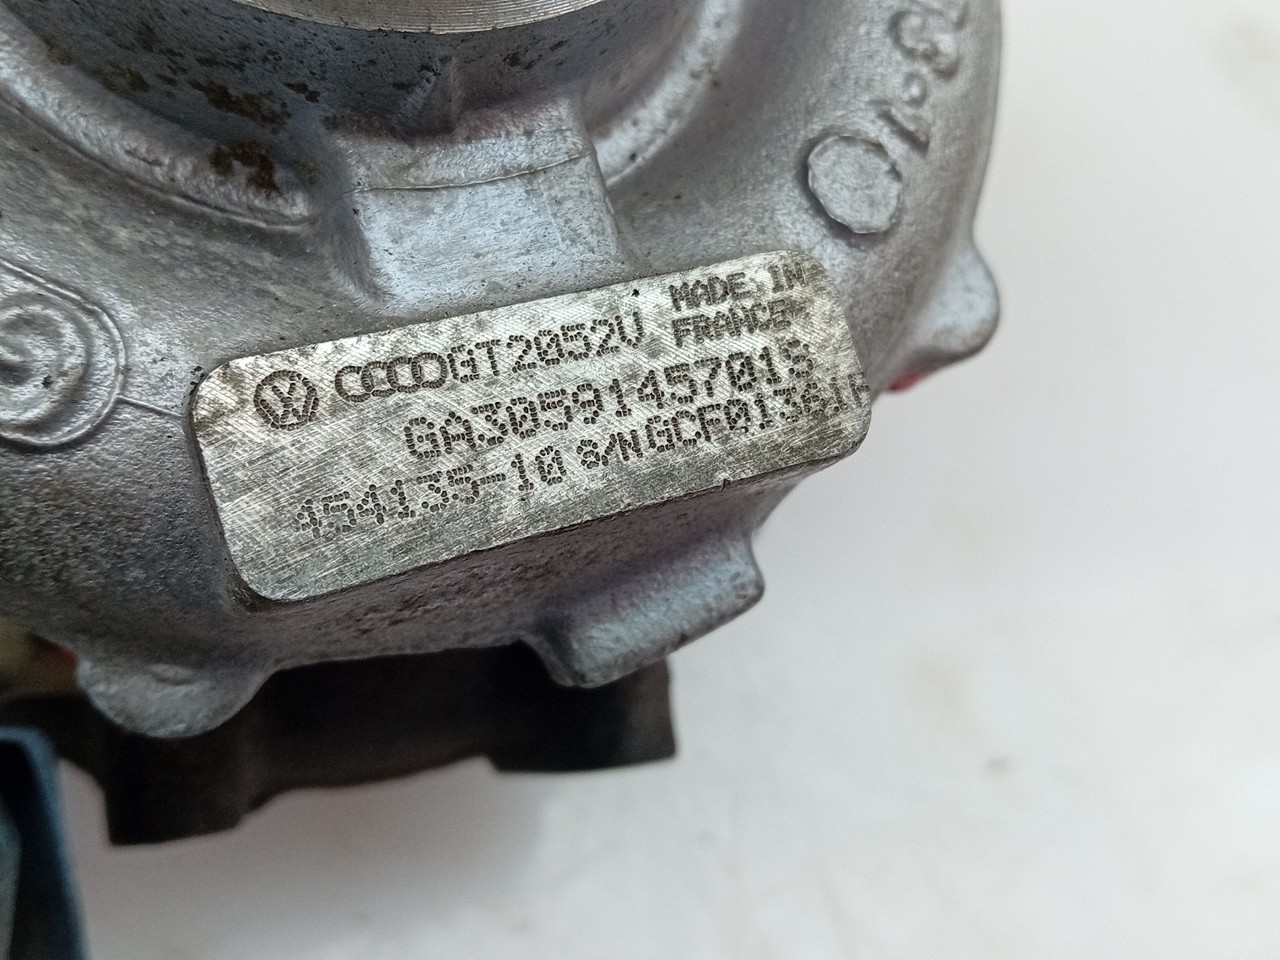 GT2052V
MADE IN
FRANCE
GA3059145701S
454135-10 S/N